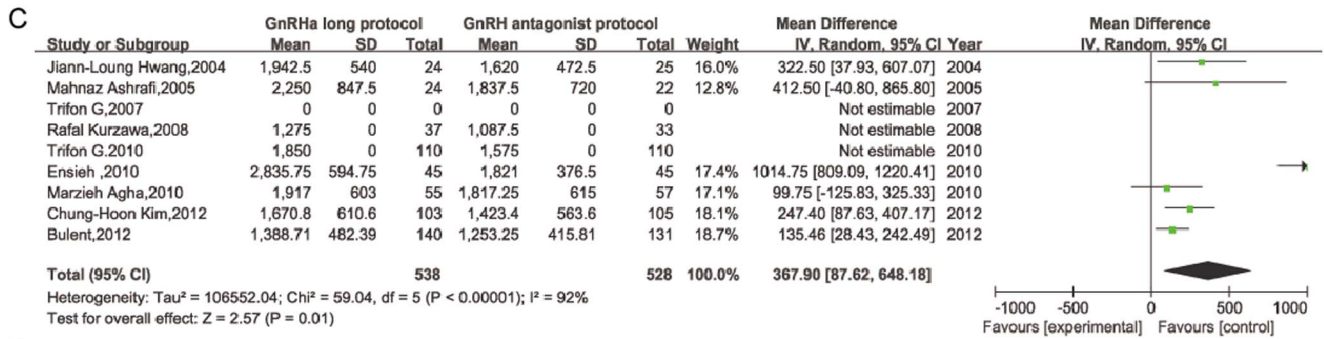 C
GnRHa long protocol GnRH antagonist protocol Mean Difference Mean Difference
Study or Subgroup Mean SD Total Mean SD Total Weight IV, Random, 95% CI Year IV, Random, 95% CI
Jiann-Loung Hwang,2004 1,942.5 540 24 1,620 472.5 25 16.0% 322.50 [37.93, 607.07] 2004
Mahnaz Ashrafi,2005 2,250 847.5 24 1,837.5 720 22 12.8% 412.50 [-40.80, 865.80] 2005
Trifon G,2007 0 0 0 0 0 0 Not estimable 2007
Rafal Kurzawa,2008 1,275 0 37 1,087.5 0 33 Not estimable 2008
Trifon G.2010 1,850 0 110 1,575 0 110 Not estimable 2010
Ensieh ,2010 2,835.75 594.75 45 1,821 376.5 45 17.4% 1014.75 [809.09, 1220.41] 2010
Marzieh Agha,2010 1,917 603 55 1,817.25 615 57 17.1% 99.75 [-125.83, 325.33] 2010
Chung-Hoon Kim,2012 1,670.8 610.6 103 1,423.4 563.6 105 18.1% 247.40 [87.63, 407.17] 2012
Bulent,2012 1,388.71 482.39 140 1,253.25 415.81 131 18.7% 135.46 [28.43, 242.49] 2012
Total (95% CI) 538 528 100.0% 367.90 [87.62, 648.18]
Heterogeneity: Tau² = 106552.04; Chi² = 59.04, df = 5 (P < 0.00001); I² = 92%
Test for overall effect: Z = 2.57 (P = 0.01)
-1000 -500 0 500 1000
Favours [experimental] Favours [control]